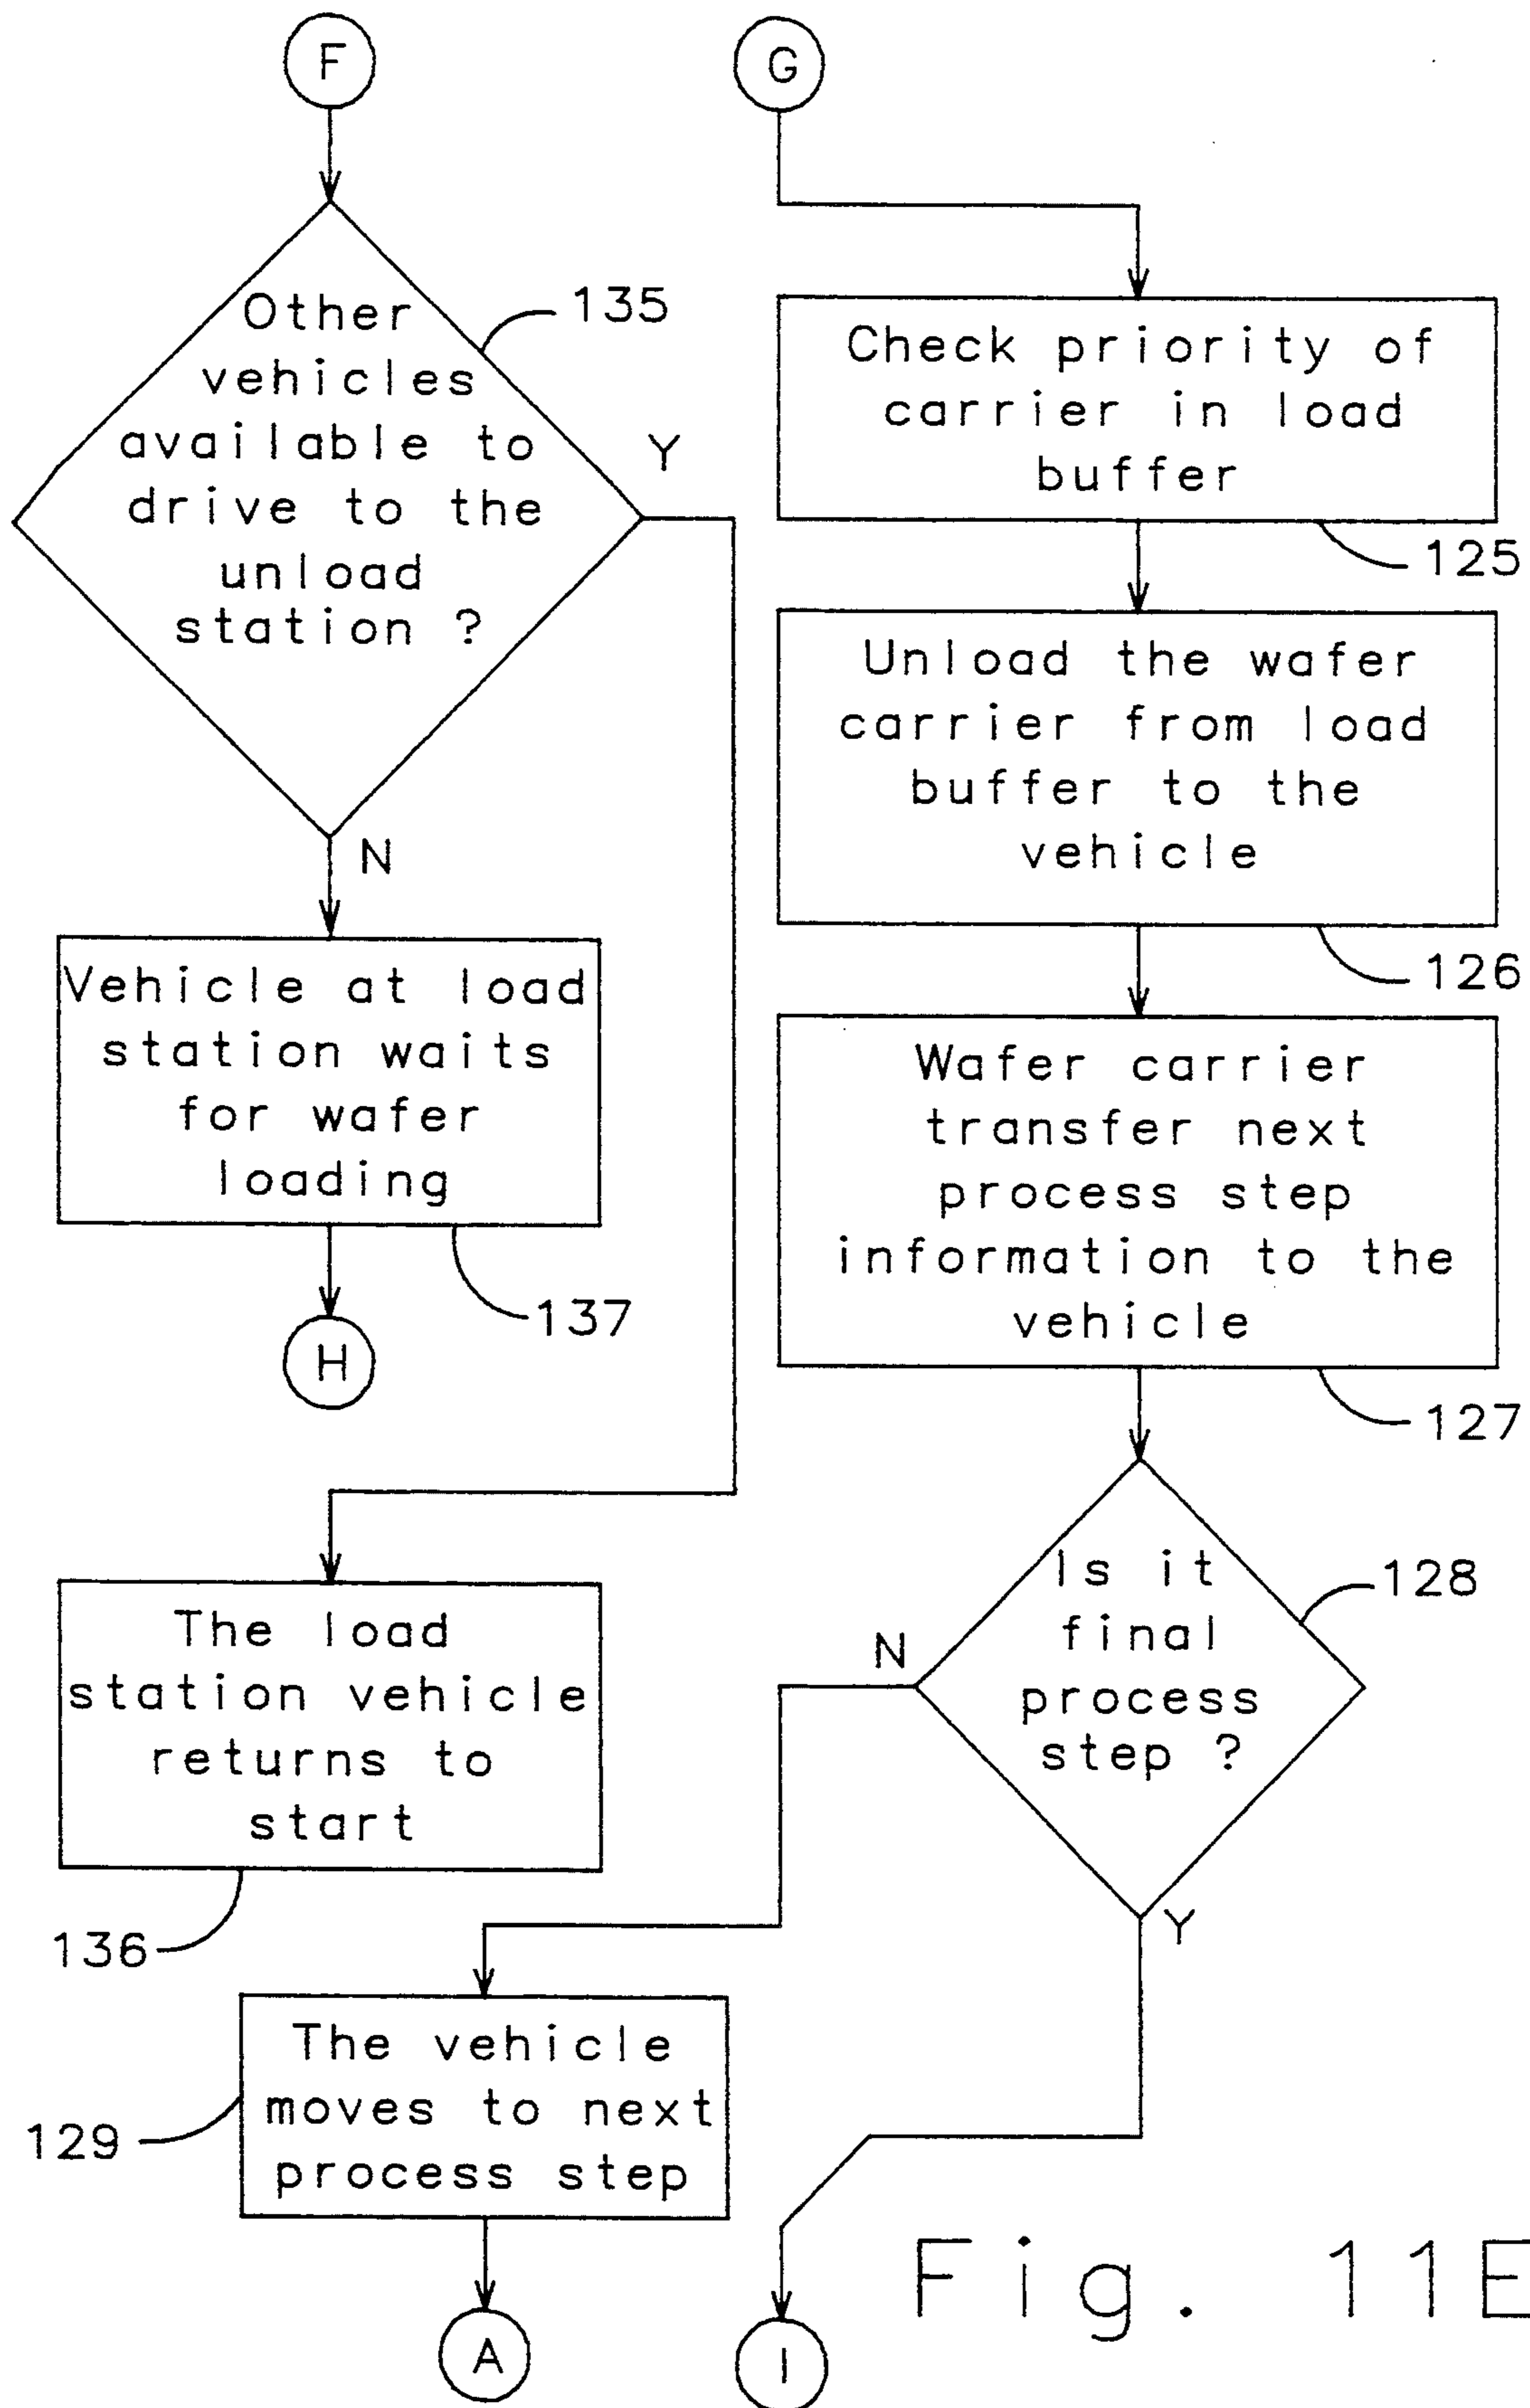 F
Other
vehicles
available to
drive to the
unload
station ?
135
Y
N
Vehicle at load
station waits
for wafer
loading
137
H
The load
station vehicle
returns to
start
136
G
Check priority of
carrier in load
buffer
125
Unload the wafer
carrier from load
buffer to the
vehicle
126
Wafer carrier
transfer next
process step
information to the
vehicle
127
Is it
final
process
step ?
128
N
Y
The vehicle
moves to next
process step
129
A
I
Fig. 11E